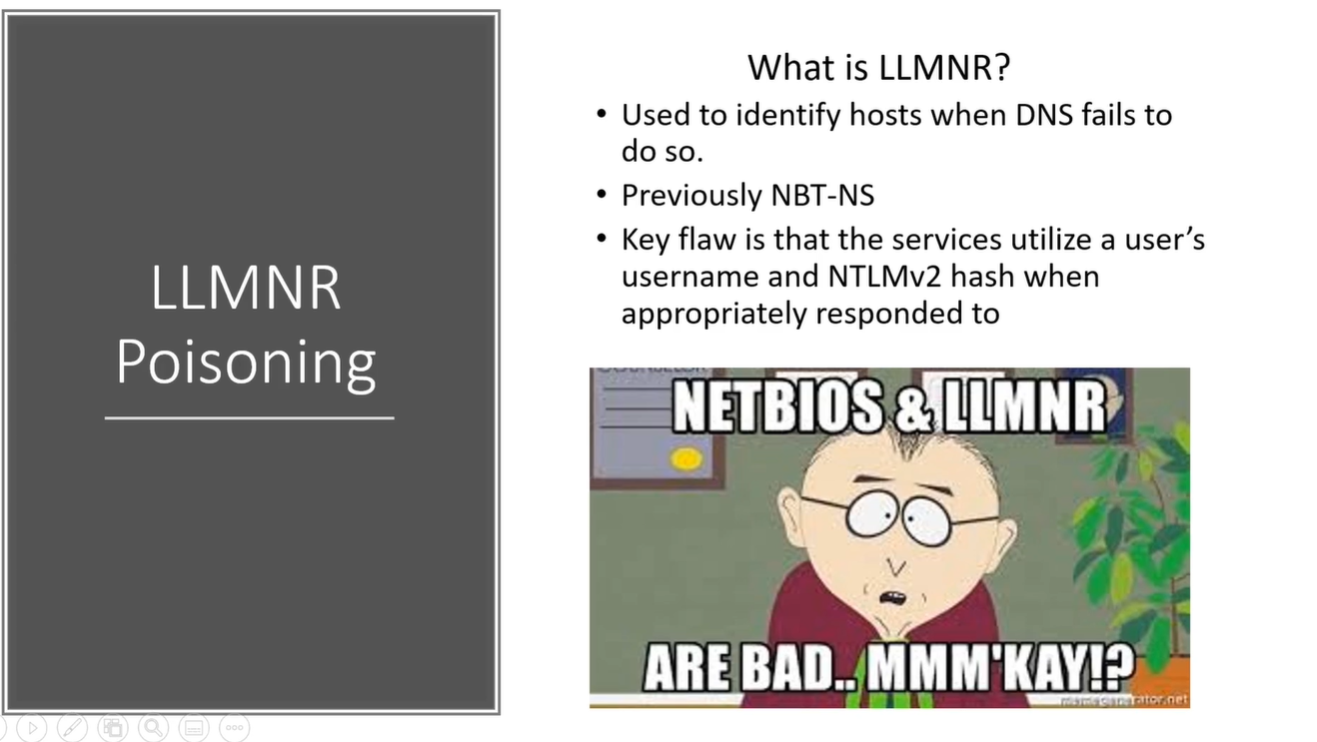 LLMNR
Poisoning
What is LLMNR?
• Used to identify hosts when DNS fails to
do so.
• Previously NBT-NS
• Key flaw is that the services utilize a user’s
username and NTLMv2 hash when
appropriately responded to
COUNSELOR
NETBIOS & LLMNR
ARE BAD.. MMM'KAY!?
memegenerator.net